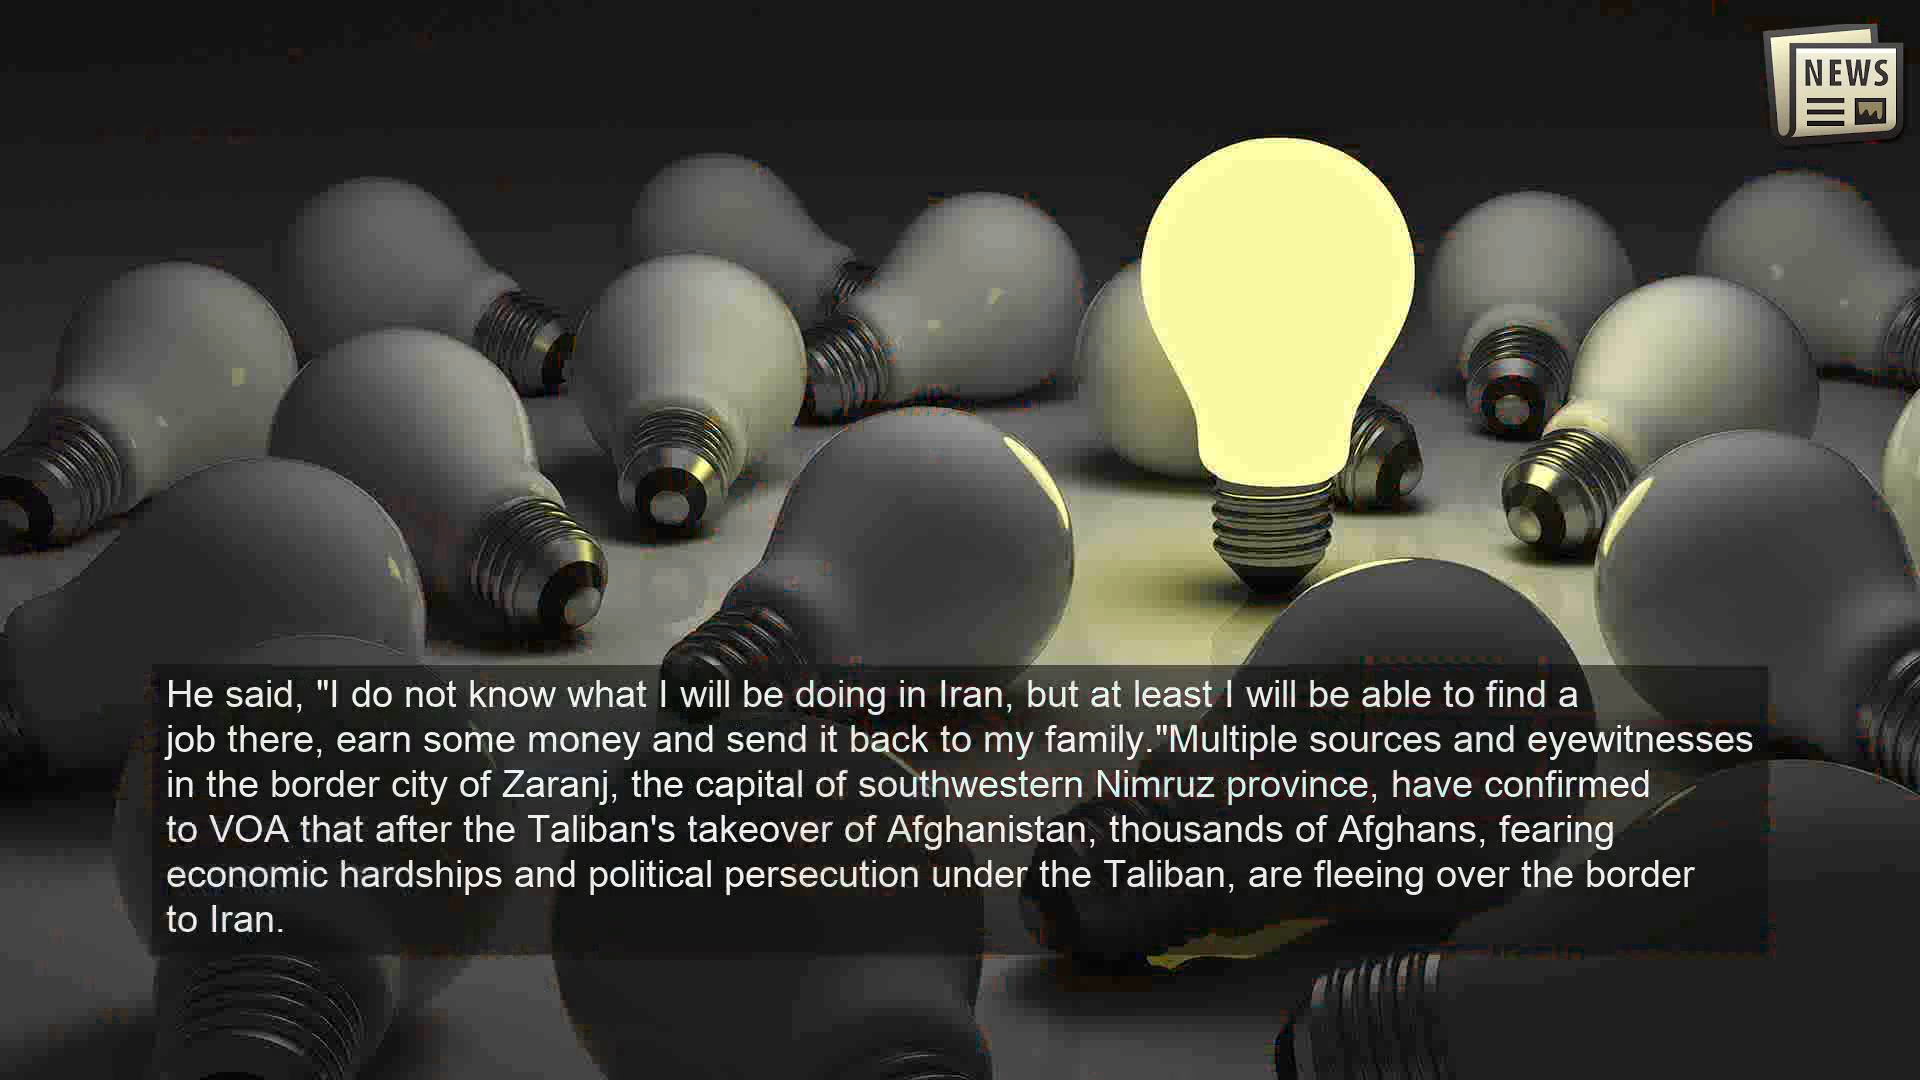 NEWS
He said, "I do not know what I will be doing in Iran, but at least I will be able to find a
job there, earn some money and send it back to my family."Multiple sources and eyewitnesses
in the border city of Zaranj, the capital of southwestern Nimruz province, have confirmed
to VOA that after the Taliban's takeover of Afghanistan, thousands of Afghans, fearing
economic hardships and political persecution under the Taliban, are fleeing over the border
to Iran.